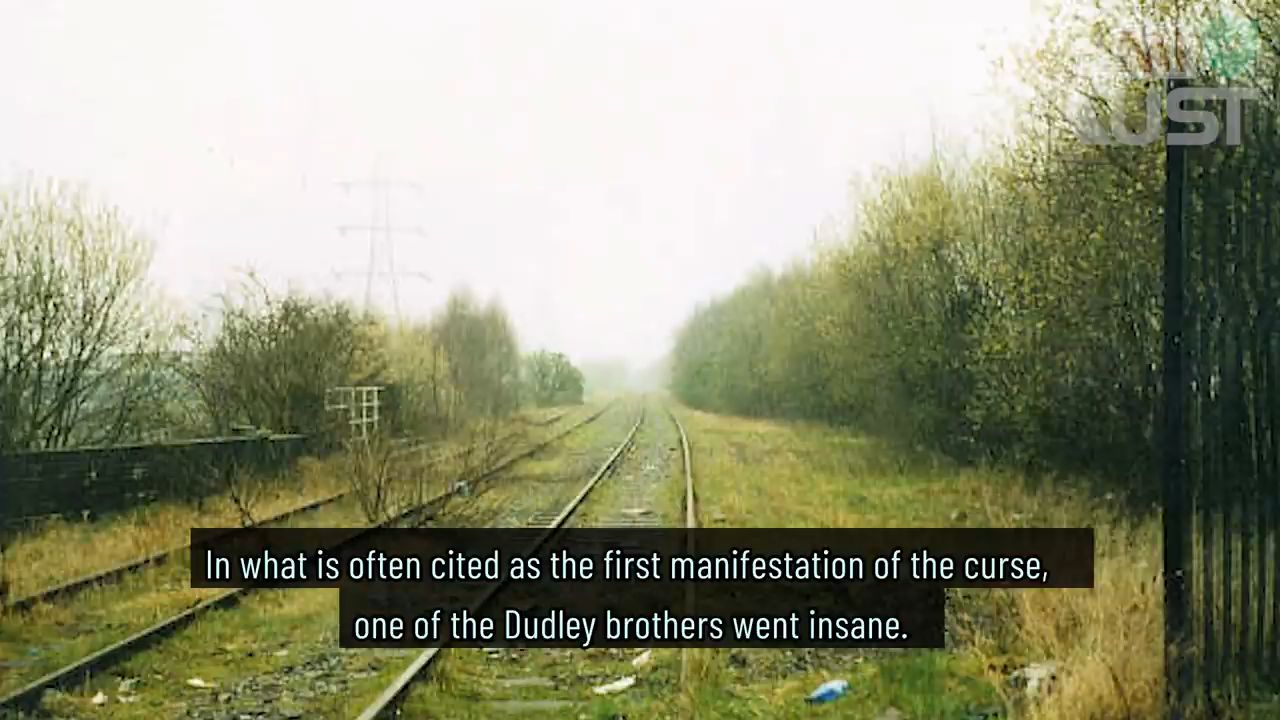 In what is often cited as the first manifestation of the curse,
one of the Dudley brothers went insane.